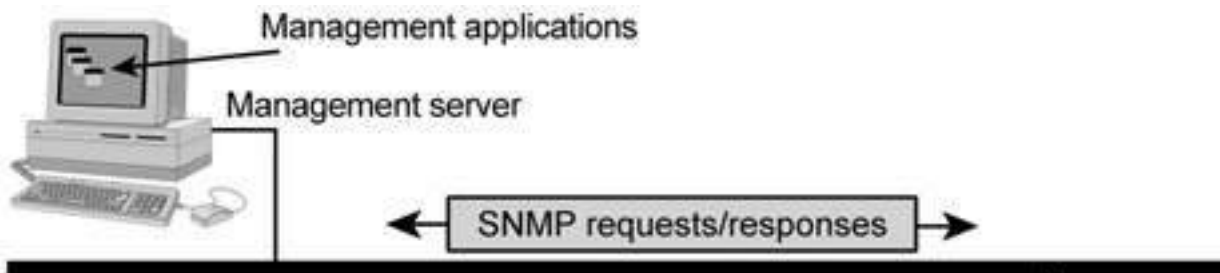 Management applications
Management server
SNMP requests/responses